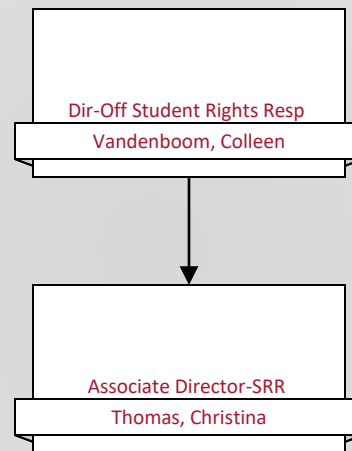 Dir-Off Student Rights Resp
Vandenboom, Colleen
Associate Director-SRR
Thomas, Christina